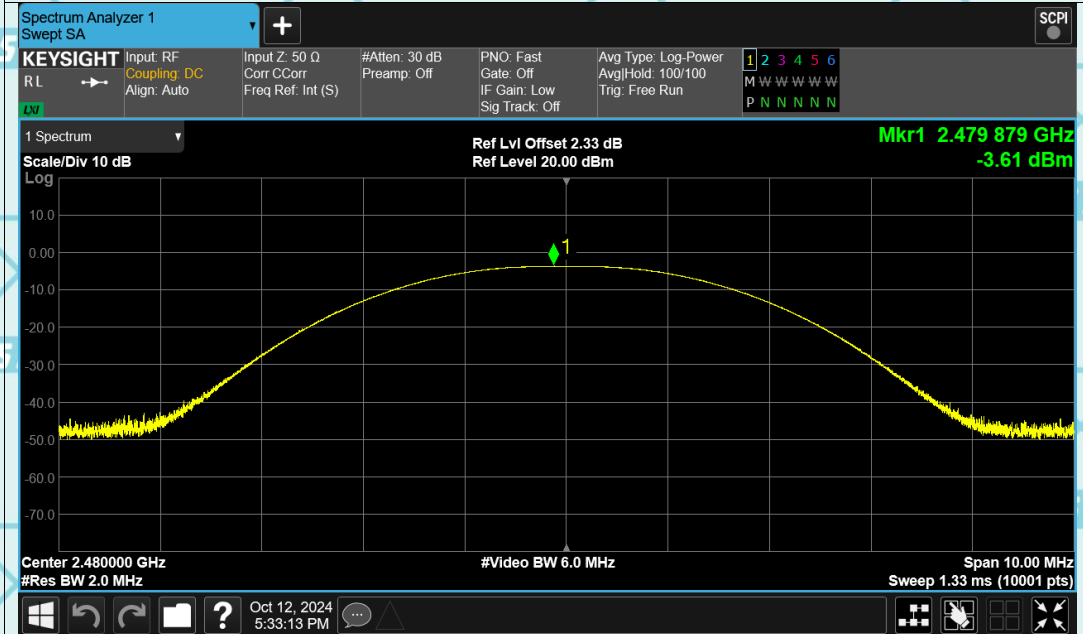 Spectrum Analyzer 1
Swept SA
+
SCPI
KEYSIGHT
RL
LXI
Input: RF
Coupling: DC
Align: Auto
Input Z: 50 Ω
Corr CCorr
Freq Ref: Int (S)
#Atten: 30 dB
Preamp: Off
PNO: Fast
Gate: Off
IF Gain: Low
Sig Track: Off
Avg Type: Log-Power
Avg|Hold: 100/100
Trig: Free Run
1 2 3 4 5 6
M W W W W W
P N N N N N
1 Spectrum
Scale/Div 10 dB
Log
Ref Lvl Offset 2.33 dB
Ref Level 20.00 dBm
Mkr1 2.479 879 GHz
-3.61 dBm
10.0
0.00
-10.0
-20.0
-30.0
-40.0
-50.0
-60.0
-70.0
1
Center 2.480000 GHz
#Res BW 2.0 MHz
#Video BW 6.0 MHz
Span 10.00 MHz
Sweep 1.33 ms (10001 pts)
?
Oct 12, 2024
5:33:13 PM